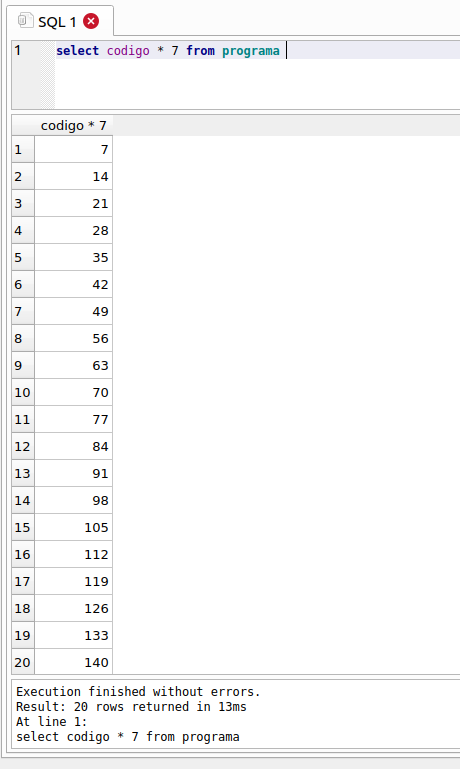 SQL 1
1 select codigo * 7 from programa
codigo * 7
1 7
2 14
3 21
4 28
5 35
6 42
7 49
8 56
9 63
10 70
11 77
12 84
13 91
14 98
15 105
16 112
17 119
18 126
19 133
20 140
Execution finished without errors.
Result: 20 rows returned in 13ms
At line 1:
select codigo * 7 from programa